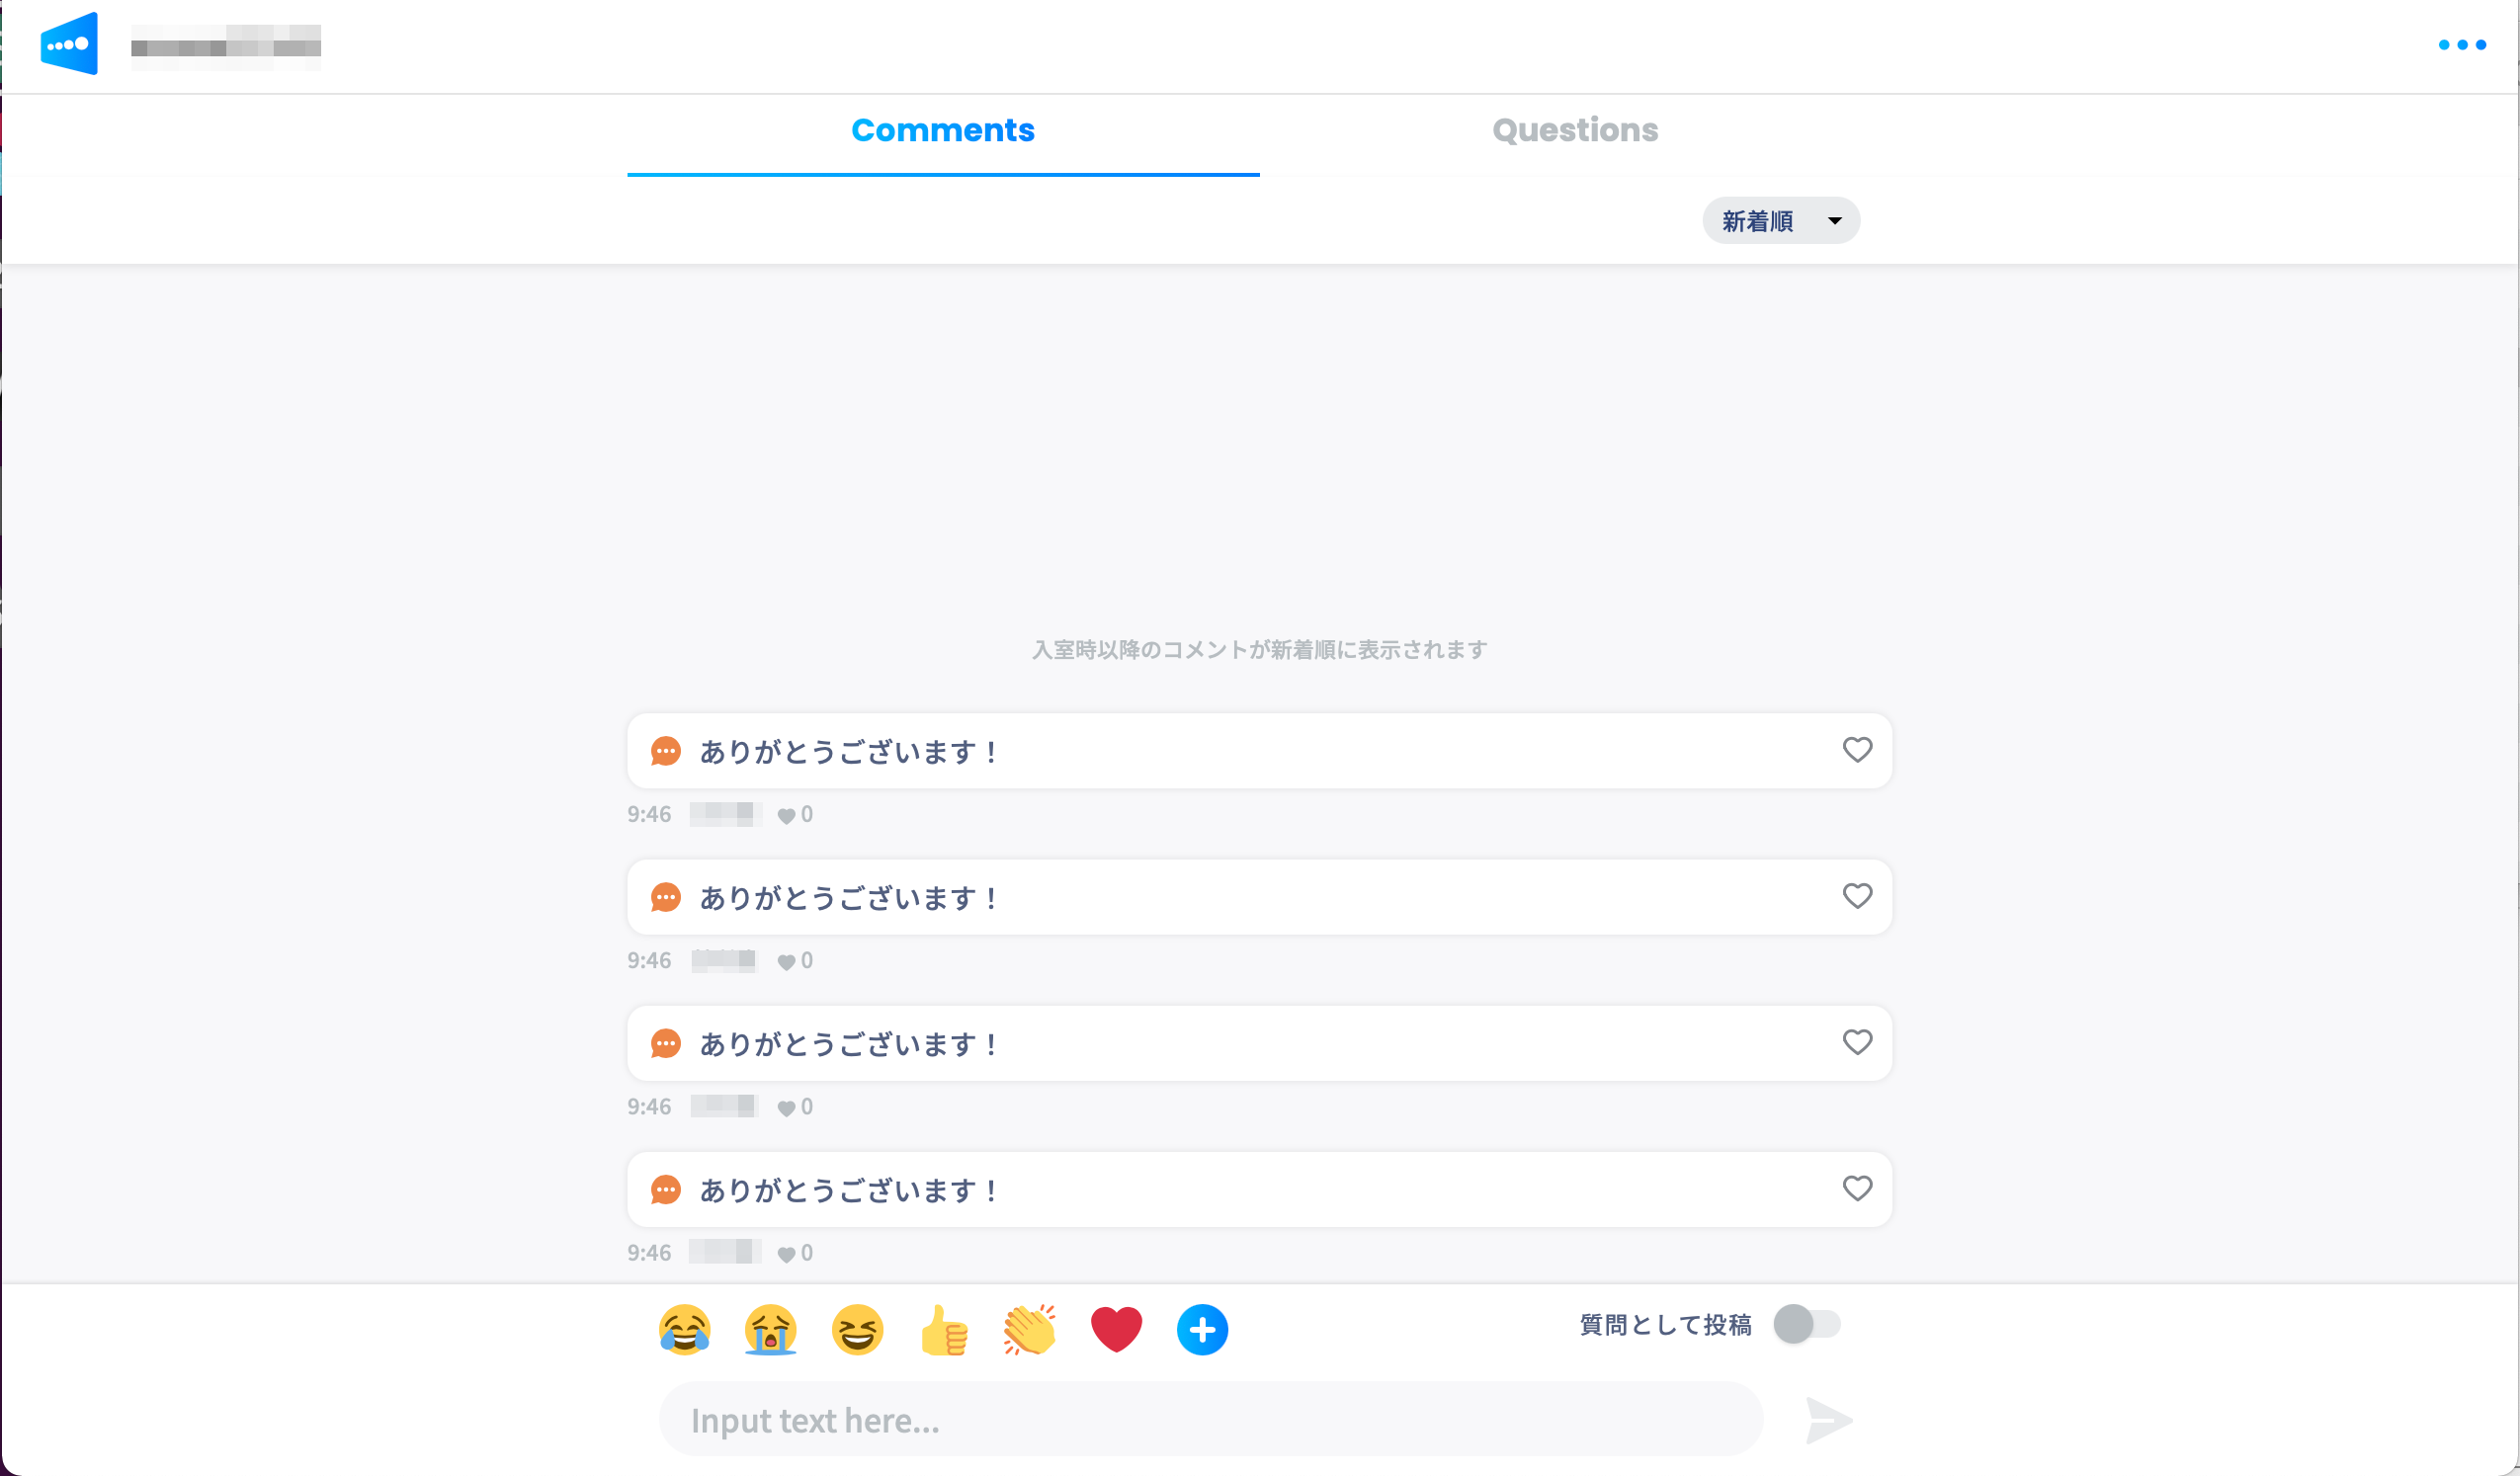 Comments Questions
新着順
入室時以降のコメントが新着順に表示されます
ありがとうございます！
9:46 0
ありがとうございます！
9:46 0
ありがとうございます！
9:46 0
ありがとうございます！
9:46 0
質問として投稿
Input text here...